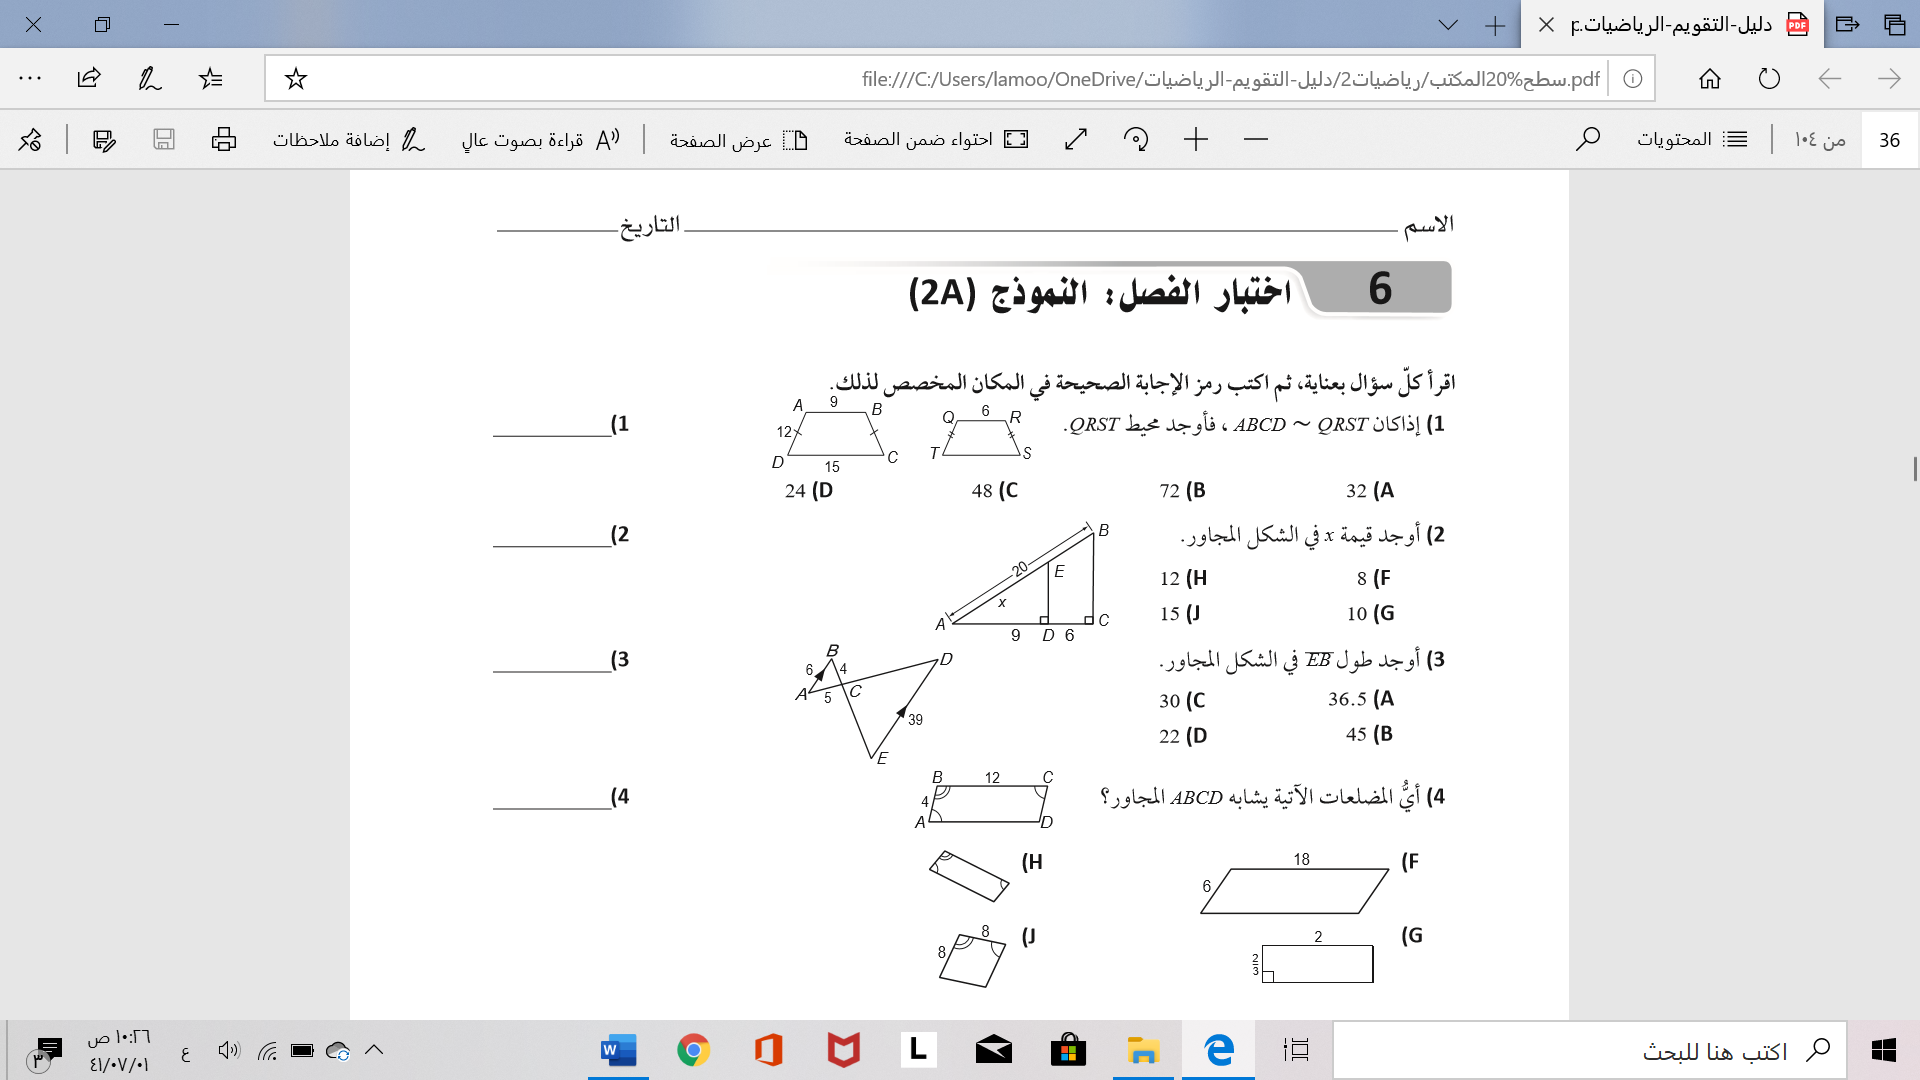 دليل-التقويم-الرياضيات.p
file:///C:/Users/lamoo/OneDrive/سطح%20المكتب/رياضيات2/دليل-التقويم-الرياضيات.pdf
36 من ١٠٤ المحتويات احتواء ضمن الصفحة عرض الصفحة قراءة بصوت عالٍ إضافة ملاحظات
الاسم التاريخ
6 اختبار الفصل: النموذج (2A)
اقرأ كلّ سؤال بعناية، ثم اكتب رمز الإجابة الصحيحة في المكان المخصص لذلك.
1) إذاكان ABCD ~ QRST ، فأوجد محيط QRST. 1)
Q 6 R T S
A 9 B 12 D 15 C
A) 32 B) 72 C) 48 D) 24
2) أوجد قيمة x في الشكل المجاور. 2)
F) 8 H) 12
G) 10 J) 15
B 20 E x A 9 D 6 C
3) أوجد طول EB في الشكل المجاور. 3)
A) 36.5 C) 30
B) 45 D) 22
B 6 4 D A 5 C 39 E
4) أيُّ المضلعات الآتية يشابه ABCD المجاور؟ 4)
B 12 C 4 A D
F) 18 6 H)
G) 2 2/3 J) 8 8
اكتب هنا للبحث
ع
١٠:٢٦ ص
٤١/٠٧/٠١
٣